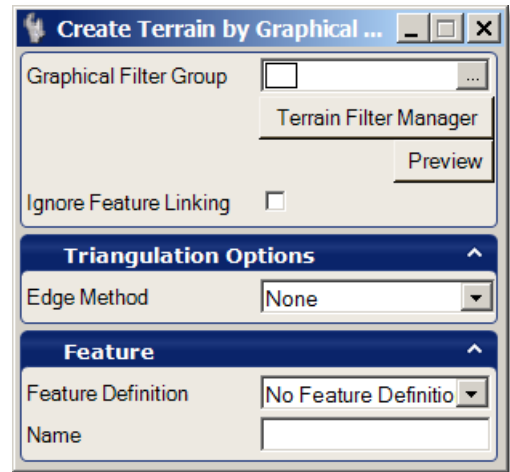 Create Terrain by Graphical ...
Graphical Filter Group ...
Terrain Filter Manager
Preview
Ignore Feature Linking
Triangulation Options
Edge Method None
Feature
Feature Definition No Feature Definitio
Name